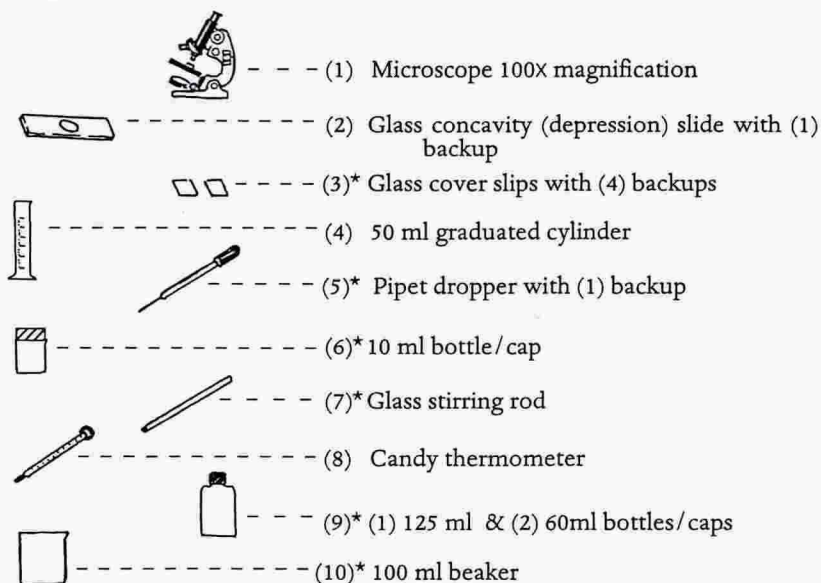 (1) Microscope 100X magnification
(2) Glass concavity (depression) slide with (1)
backup
(3)* Glass cover slips with (4) backups
(4) 50 ml graduated cylinder
(5)* Pipet dropper with (1) backup
(6)* 10 ml bottle/cap
(7)* Glass stirring rod
(8) Candy thermometer
(9)* (1) 125 ml & (2) 60ml bottles/caps
(10)* 100 ml beaker